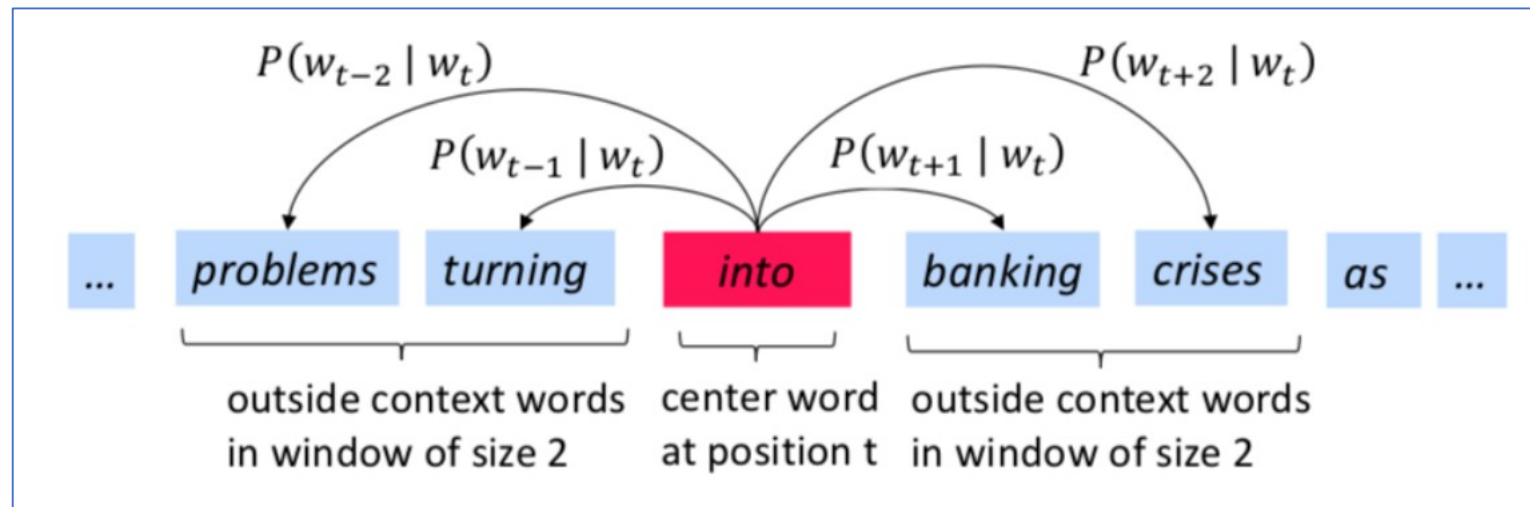 P(w_{t−2} | w_t) P(w_{t+2} | w_t)
P(w_{t−1} | w_t) P(w_{t+1} | w_t)
... problems turning into banking crises as ...
outside context words center word outside context words
in window of size 2 at position t in window of size 2